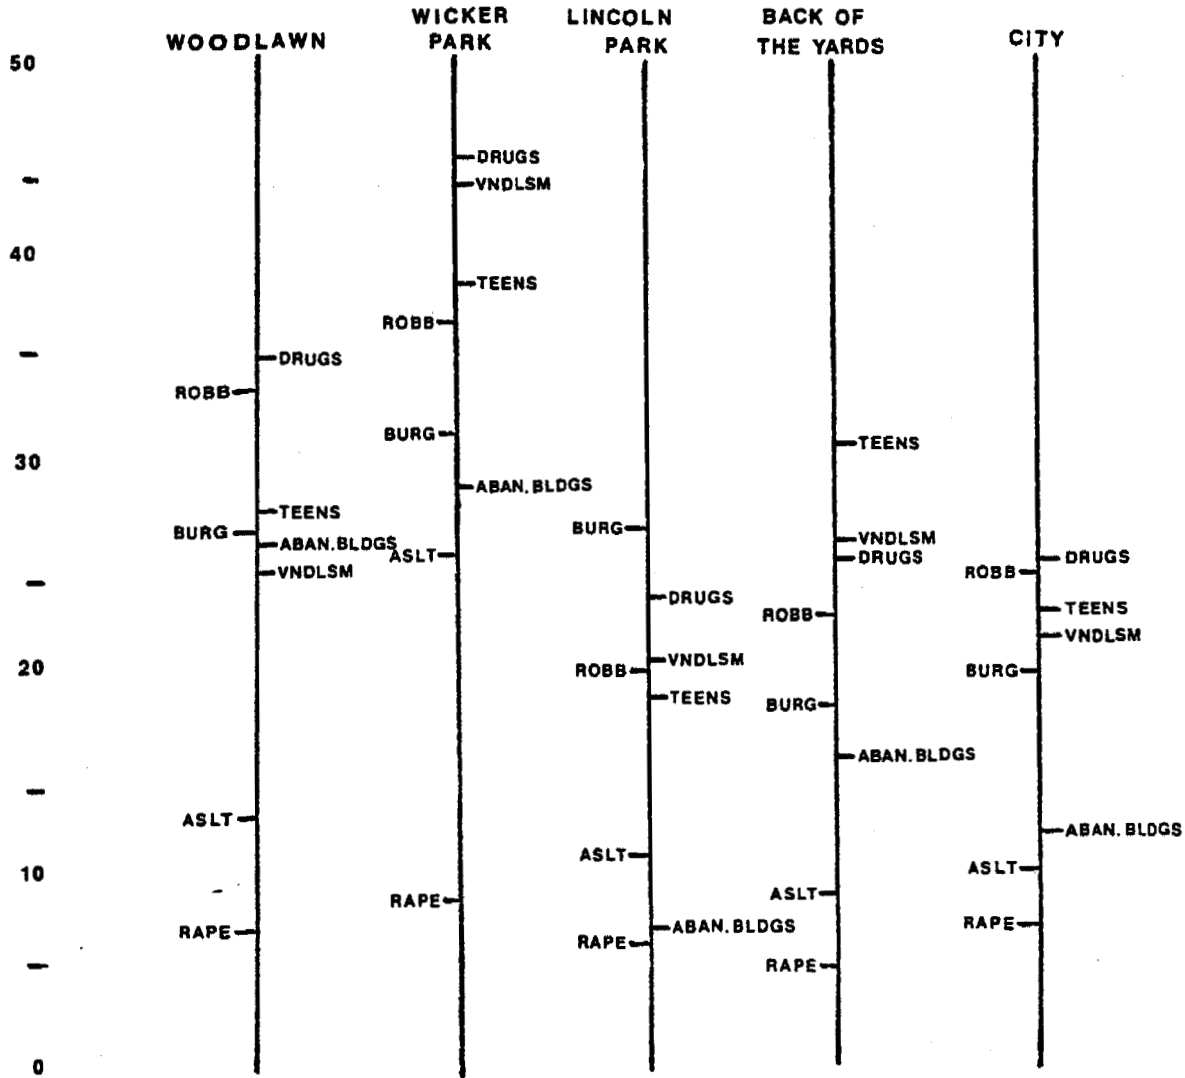 WOODLAWN
WICKER
PARK
LINCOLN
PARK
BACK OF
THE YARDS
CITY
50
40
30
20
10
0
DRUGS
ROBB
TEENS
BURG
ABAN.BLDGS
VNDLSM
ASLT
RAPE
DRUGS
VNDLSM
TEENS
ROBB
BURG
ABAN.BLDGS
ASLT
RAPE
BURG
DRUGS
VNDLSM
ROBB
TEENS
ASLT
ABAN.BLDGS
RAPE
TEENS
VNDLSM
DRUGS
ROBB
BURG
ABAN.BLDGS
ASLT
RAPE
DRUGS
ROBB
TEENS
VNDLSM
BURG
ABAN.BLDGS
ASLT
RAPE